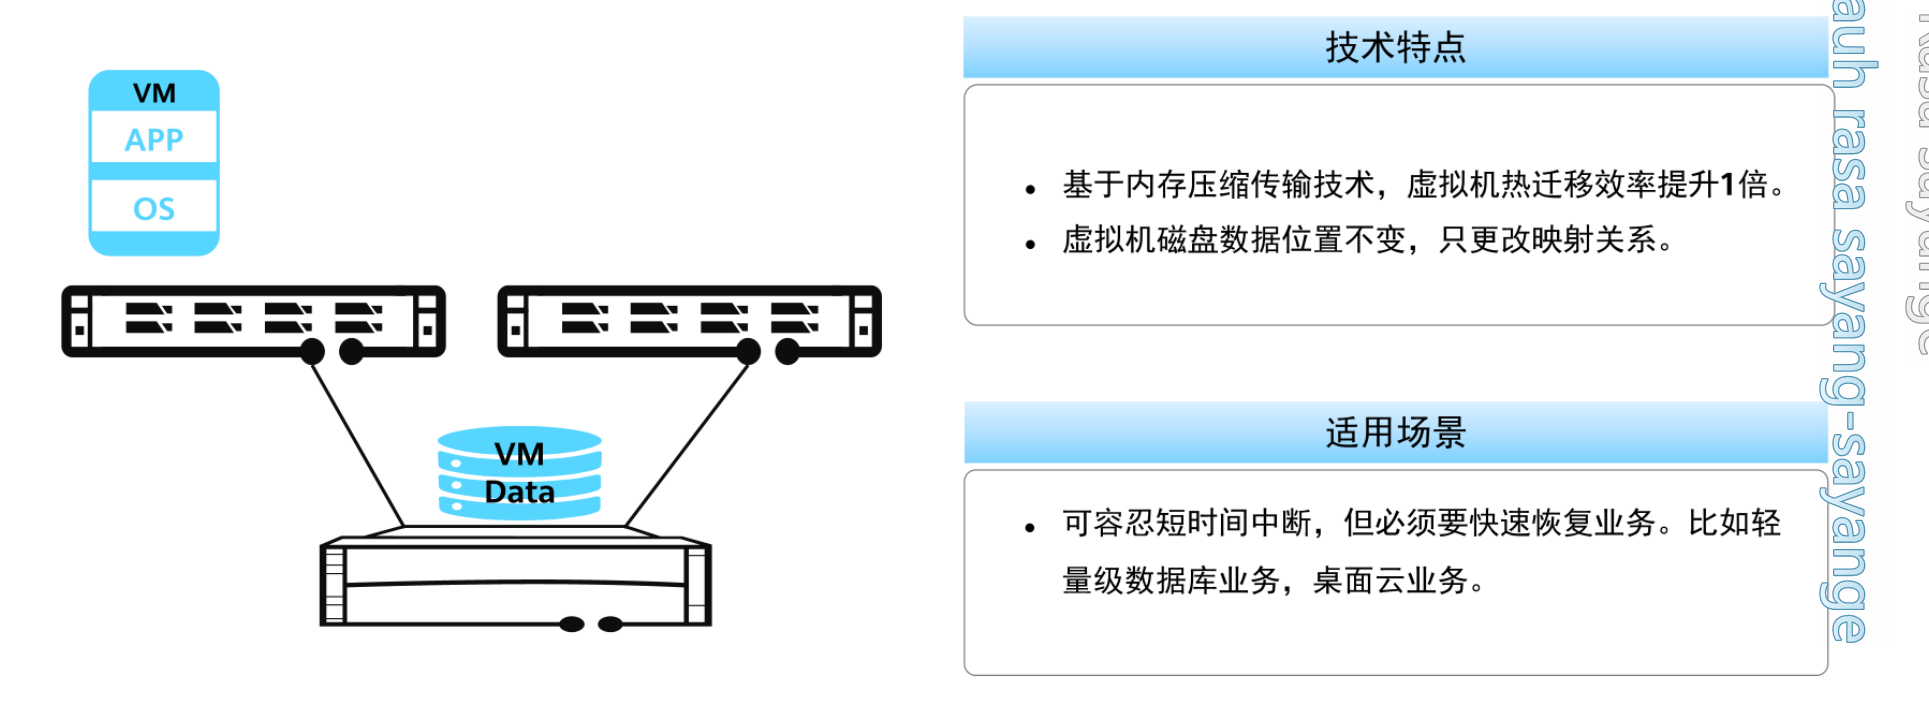 VM
APP
OS
VM
Data
技术特点
• 基于内存压缩传输技术，虚拟机热迁移效率提升1倍。
• 虚拟机磁盘数据位置不变，只更改映射关系。
适用场景
• 可容忍短时间中断，但必须要快速恢复业务。比如轻
量级数据库业务，桌面云业务。
auh rasa sayang-sayange